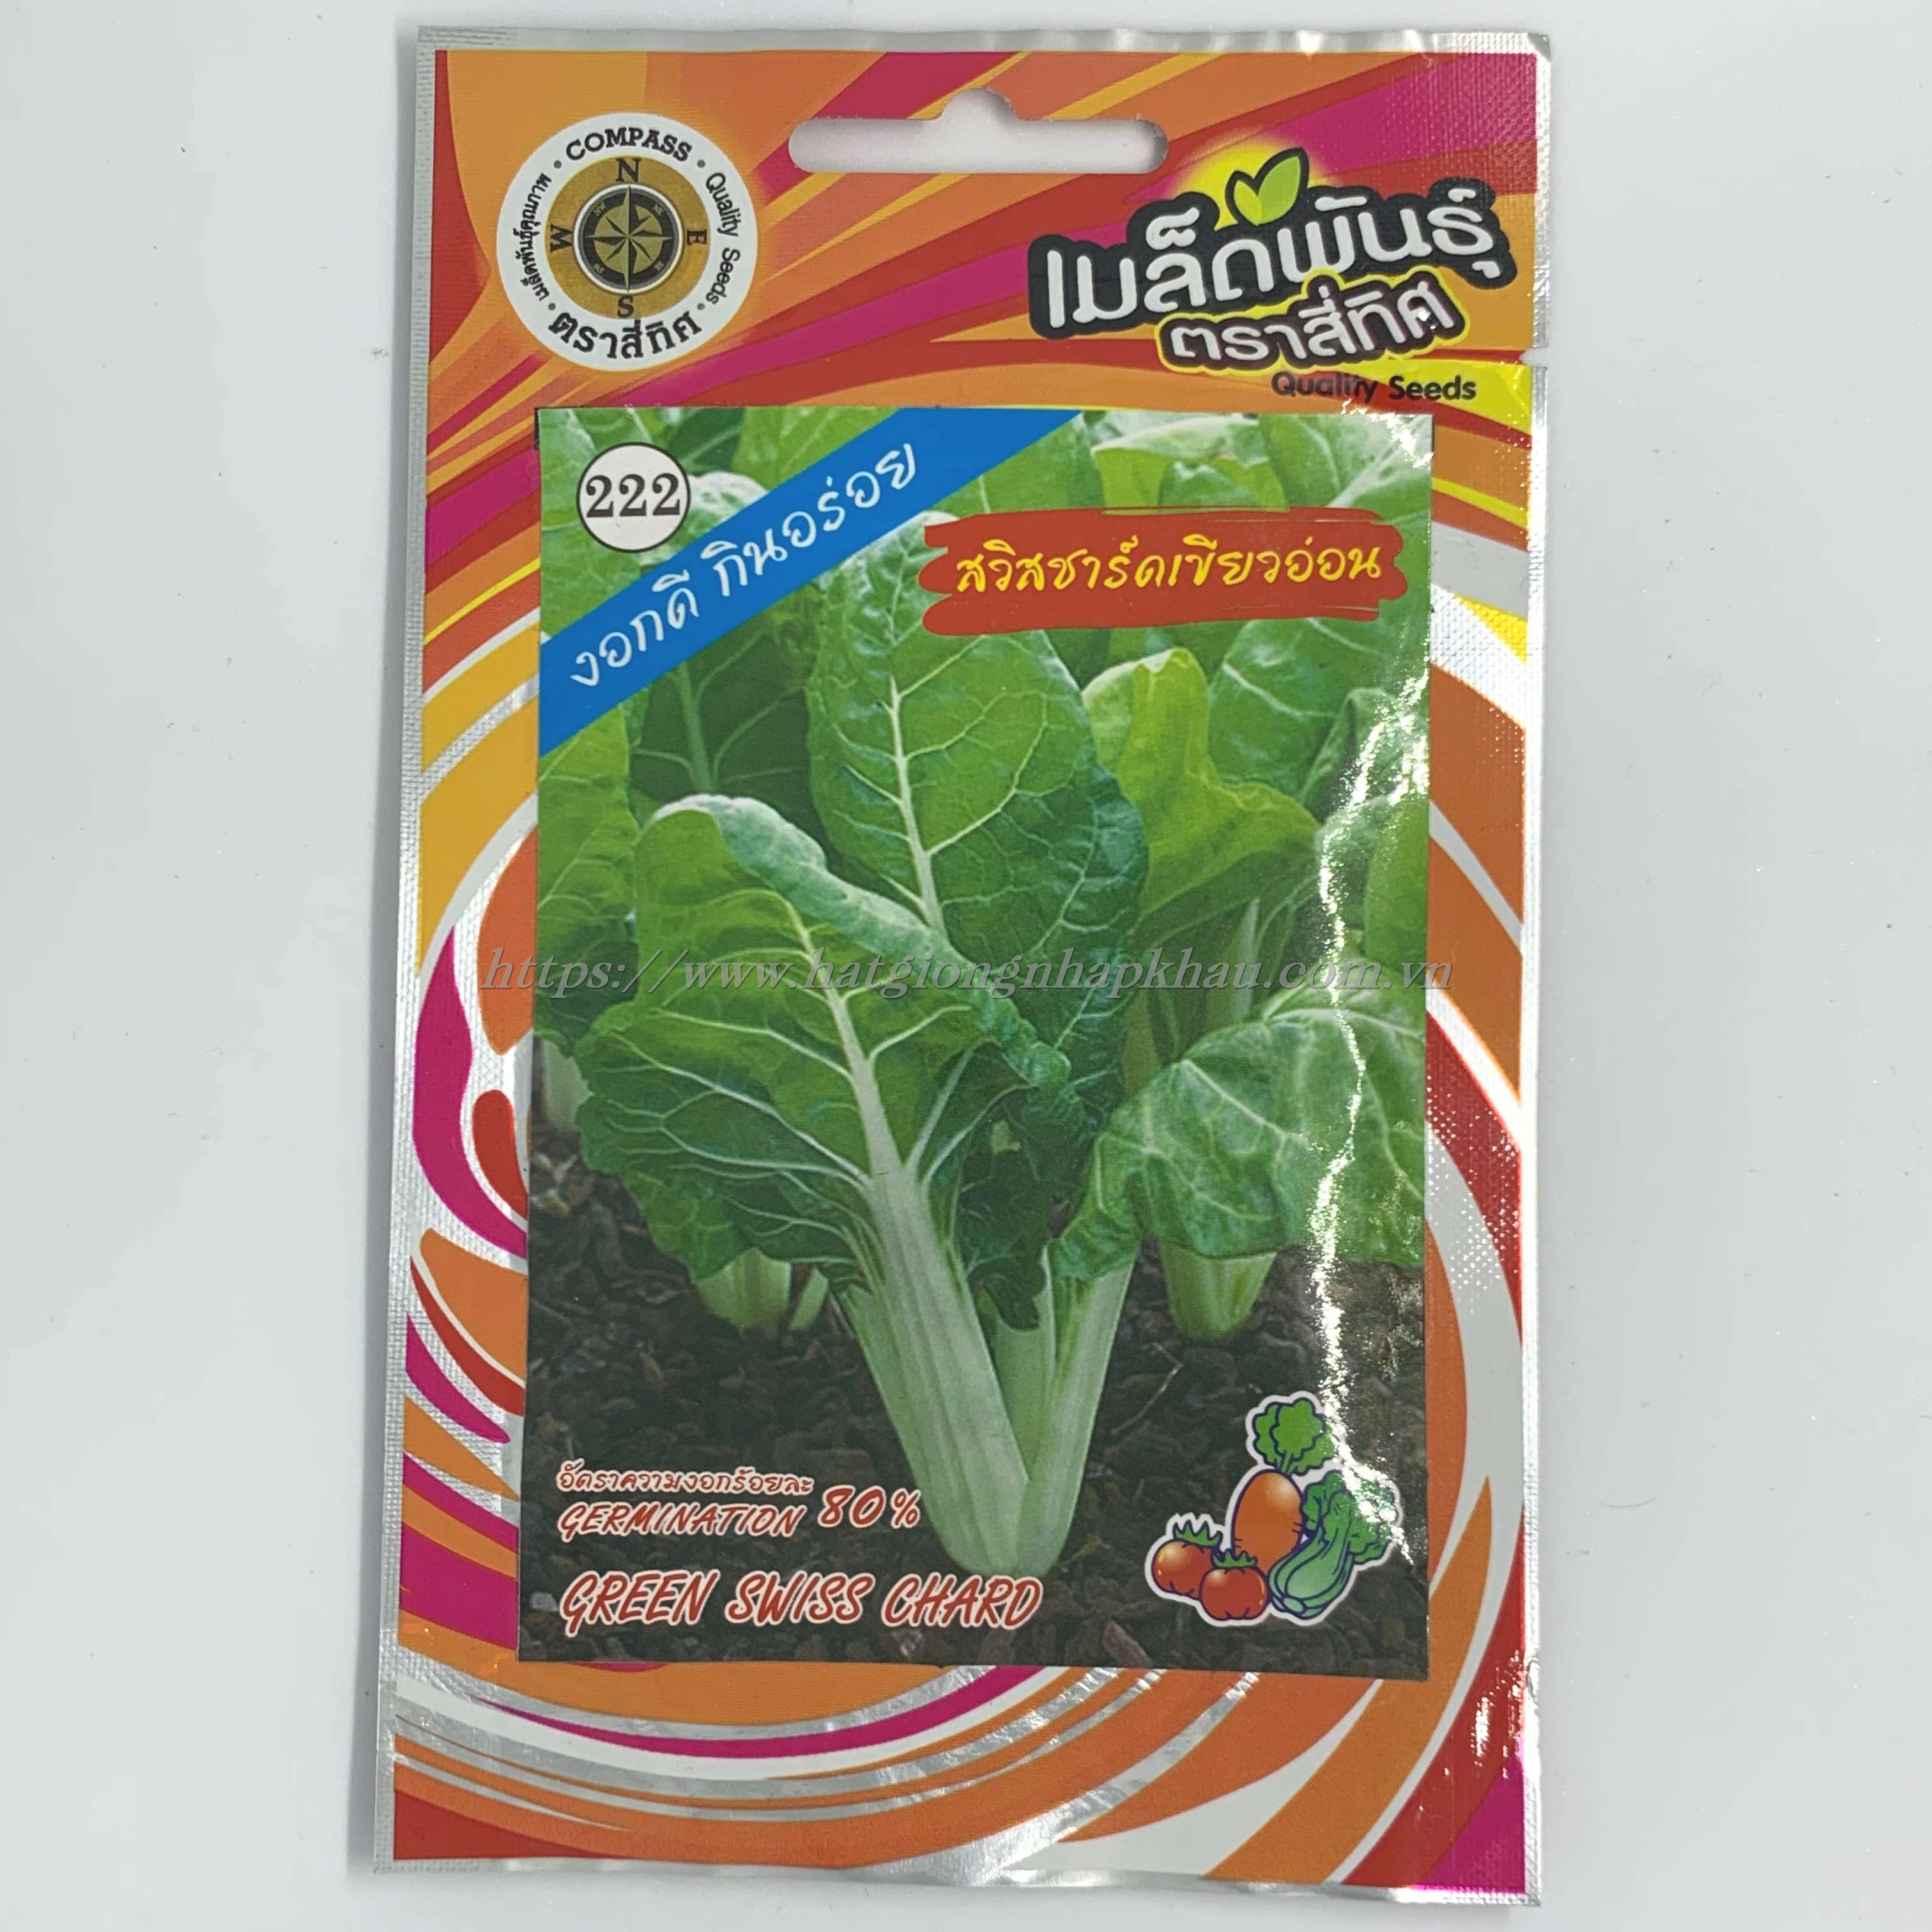 COMPASS
Quality Seeds
เมล็ดพันธุ์คุณภาพ
N
W
E
S
ตราสี่ทิศ
เมล็ดพันธุ์
ตราสี่ทิศ
Quality Seeds
222
งอกดี กินอร่อย
สวิสชาร์ดเขียวอ่อน
https://www.hatgiongnhapkhau.com.vn
อัตราความงอกร้อยละ
GERMINATION 80%
GREEN SWISS CHARD